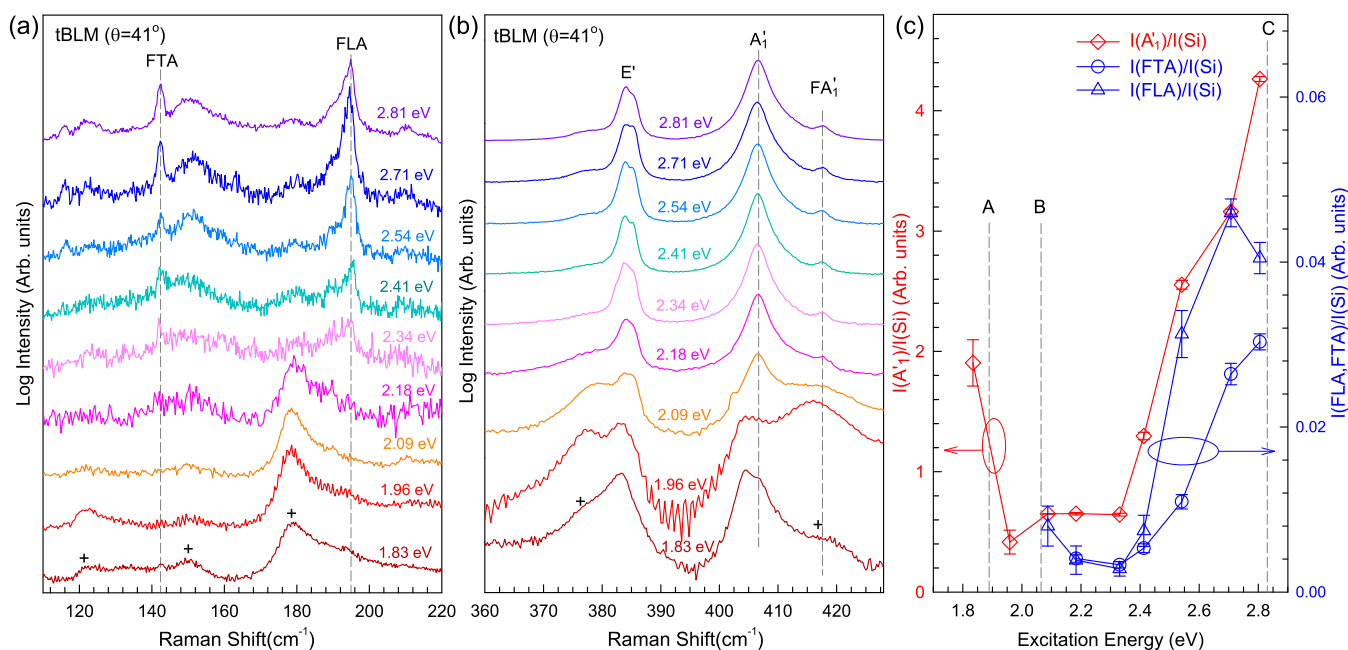 (a)
tBLM (θ=41°)
FTA
FLA
2.81 eV
2.71 eV
2.54 eV
2.41 eV
2.34 eV
2.18 eV
2.09 eV
1.96 eV
1.83 eV
+ + +
Log Intensity (Arb. units)
120 140 160 180 200 220
Raman Shift(cm⁻¹)
(b)
tBLM (θ=41°)
E'
A'₁
FA'₁
2.81 eV
2.71 eV
2.54 eV
2.41 eV
2.34 eV
2.18 eV
2.09 eV
1.96 eV
1.83 eV
+ +
Log Intensity (Arb. units)
360 370 380 390 400 410 420
Raman Shift(cm⁻¹)
(c)
I(A'₁)/I(Si)
I(FTA)/I(Si)
I(FLA)/I(Si)
A
B
C
4
3
2
1
0
I(A'₁)/I(Si) (Arb. units)
0.06
0.04
0.02
0.00
I(FLA,FTA)/I(Si) (Arb. units)
1.8 2.0 2.2 2.4 2.6 2.8
Excitation Energy (eV)